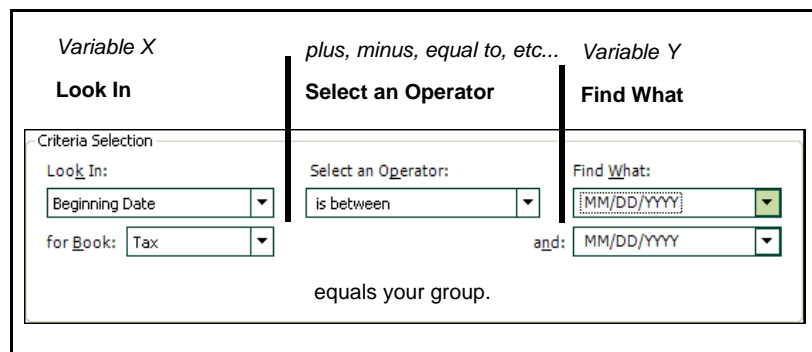 Variable X plus, minus, equal to, etc... Variable Y
Look In Select an Operator Find What
Criteria Selection
Look In: Select an Operator: Find What:
Beginning Date is between MM/DD/YYYY
for Book: Tax and: MM/DD/YYYY
equals your group.